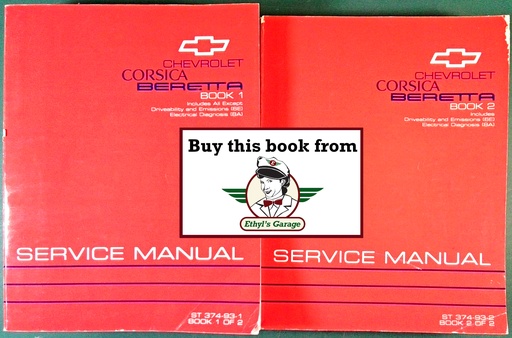 CHEVROLET
CORSICA
BERETTA
BOOK 1
Includes All Except
Driveability and Emissions (6E)
Electrical Diagnosis (8A)
SERVICE MANUAL
ST 374-93-1
BOOK 1 OF 2
CHEVROLET
CORSICA
BERETTA
BOOK 2
Includes
Driveability and Emissions (6E)
Electrical Diagnosis (8A)
SERVICE MANUAL
ST 374-93-2
BOOK 2 OF 2
Buy this book from
Ethyl's Garage